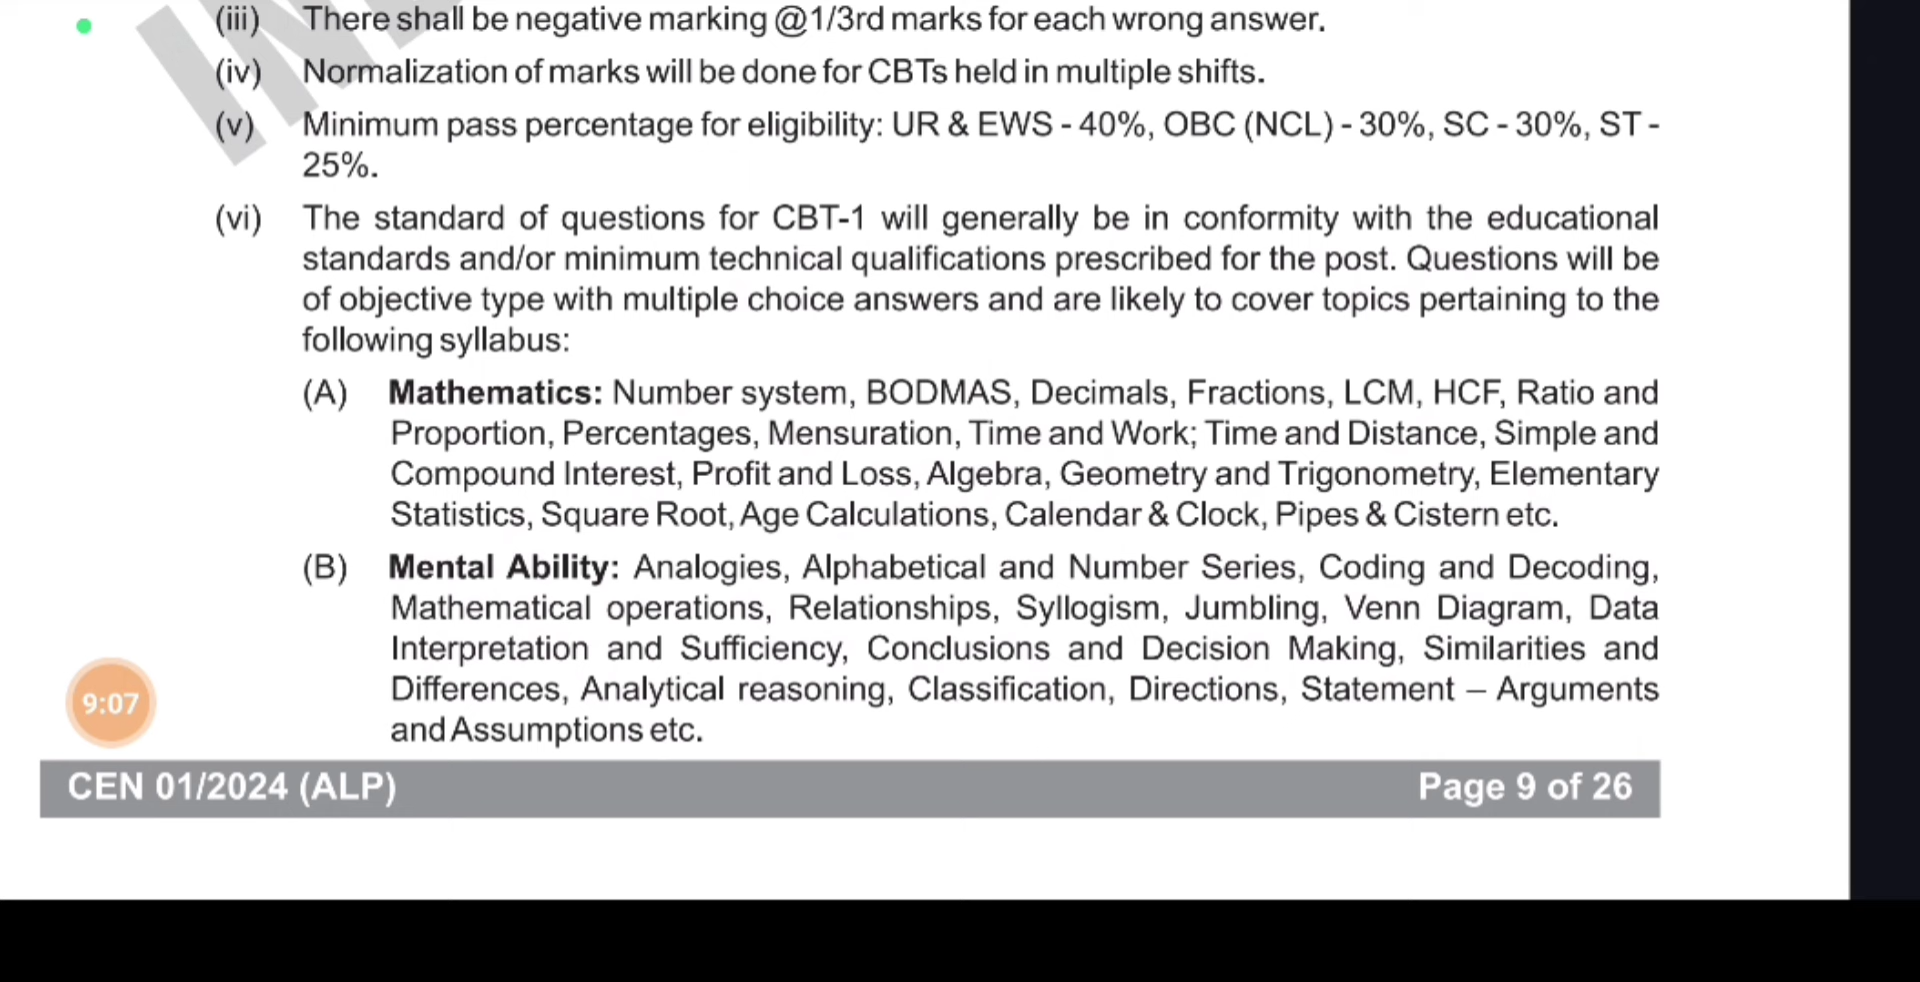 (iii) There shall be negative marking @1/3rd marks for each wrong answer.
(iv) Normalization of marks will be done for CBTs held in multiple shifts.
(v) Minimum pass percentage for eligibility: UR & EWS - 40%, OBC (NCL) - 30%, SC - 30%, ST -
25%.
(vi) The standard of questions for CBT-1 will generally be in conformity with the educational
standards and/or minimum technical qualifications prescribed for the post. Questions will be
of objective type with multiple choice answers and are likely to cover topics pertaining to the
following syllabus:
(A) Mathematics: Number system, BODMAS, Decimals, Fractions, LCM, HCF, Ratio and
Proportion, Percentages, Mensuration, Time and Work; Time and Distance, Simple and
Compound Interest, Profit and Loss, Algebra, Geometry and Trigonometry, Elementary
Statistics, Square Root, Age Calculations, Calendar & Clock, Pipes & Cistern etc.
(B) Mental Ability: Analogies, Alphabetical and Number Series, Coding and Decoding,
Mathematical operations, Relationships, Syllogism, Jumbling, Venn Diagram, Data
Interpretation and Sufficiency, Conclusions and Decision Making, Similarities and
Differences, Analytical reasoning, Classification, Directions, Statement – Arguments
and Assumptions etc.
9:07
CEN 01/2024 (ALP) Page 9 of 26